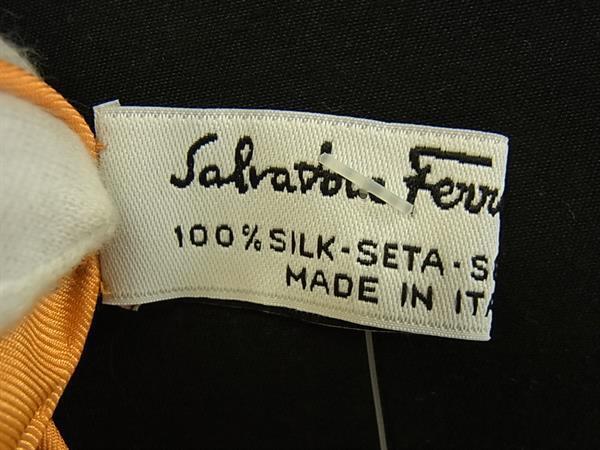 Salvatore Ferr
100% SILK-SETA-S
MADE IN ITA